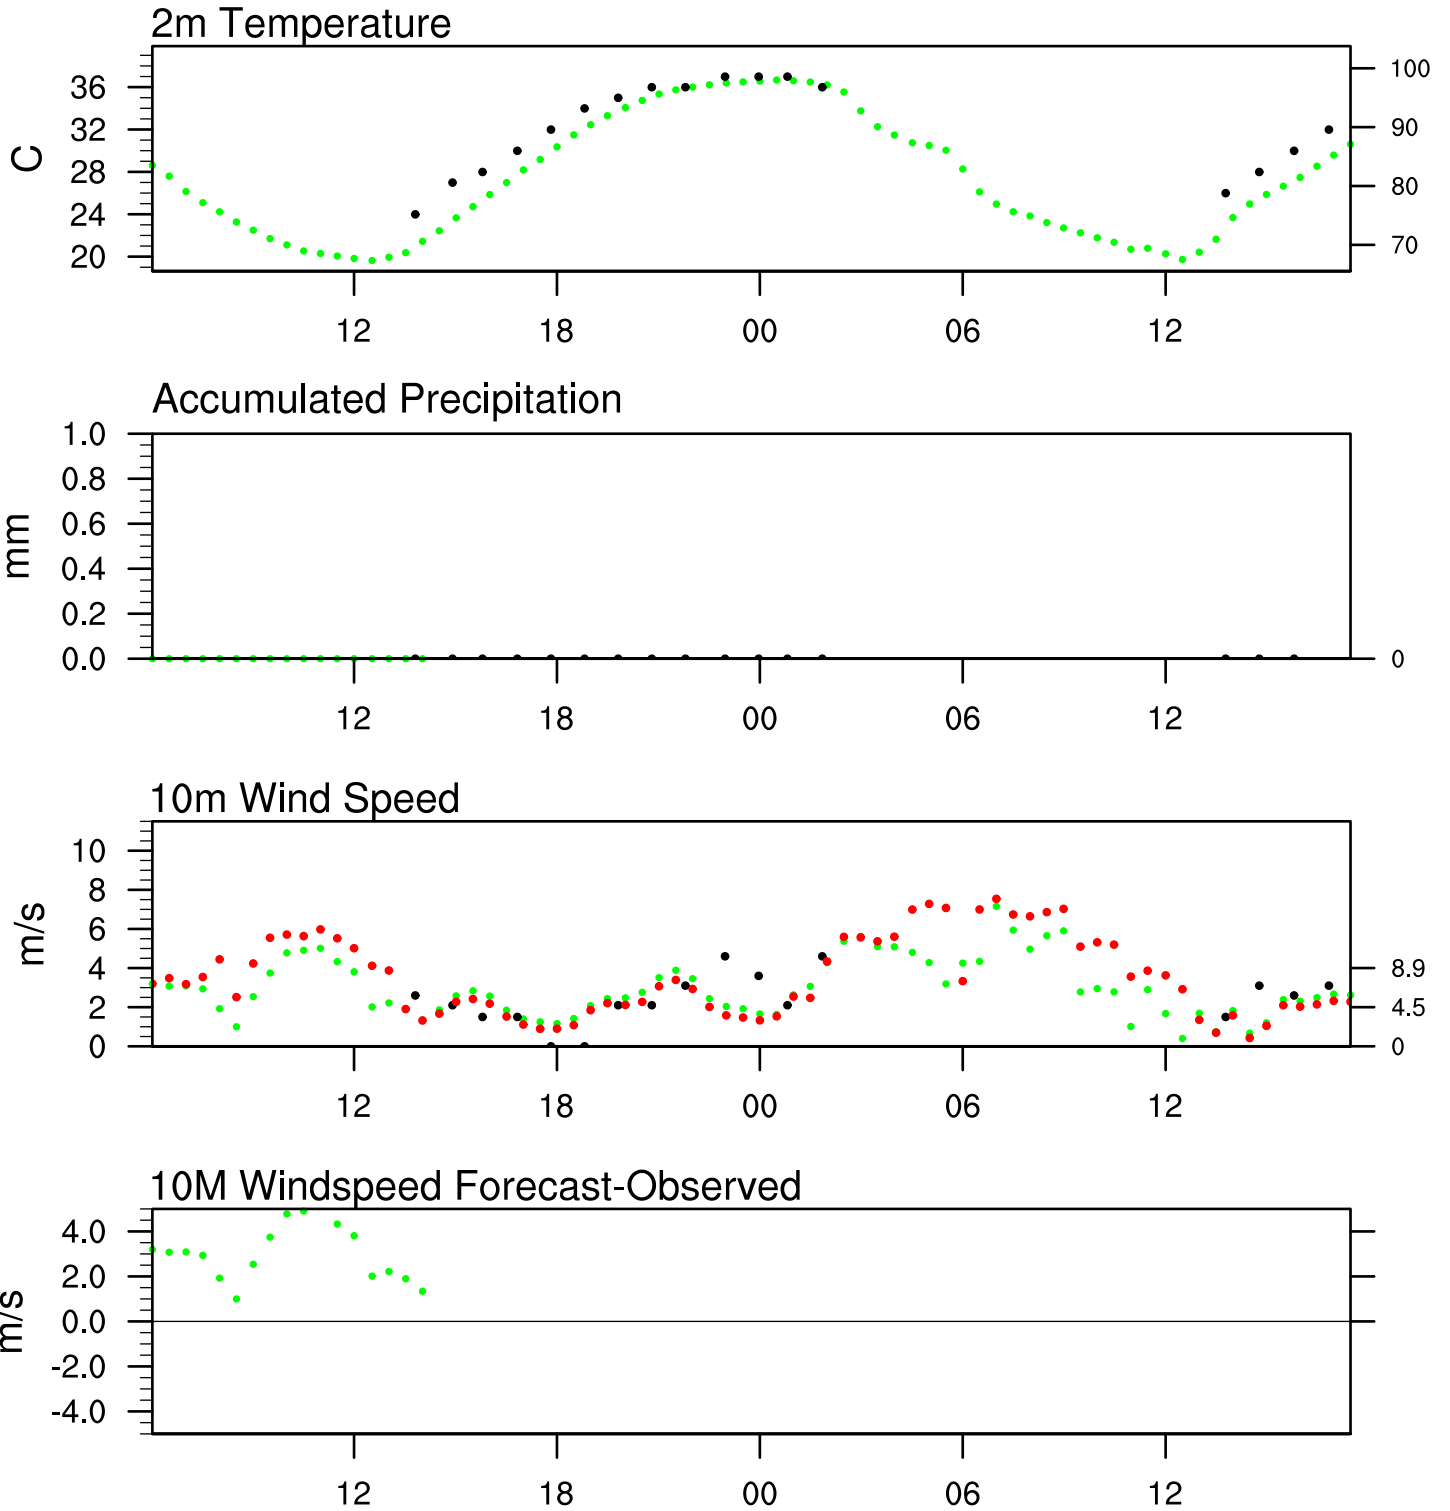 2m Temperature
36
32
28
24
20
C
100
90
80
70
12 18 00 06 12
Accumulated Precipitation
1.0
0.8
0.6
0.4
0.2
0.0
mm
0
12 18 00 06 12
10m Wind Speed
10
8
6
4
2
0
m/s
8.9
4.5
0
12 18 00 06 12
10M Windspeed Forecast-Observed
4.0
2.0
0.0
-2.0
-4.0
m/s
12 18 00 06 12